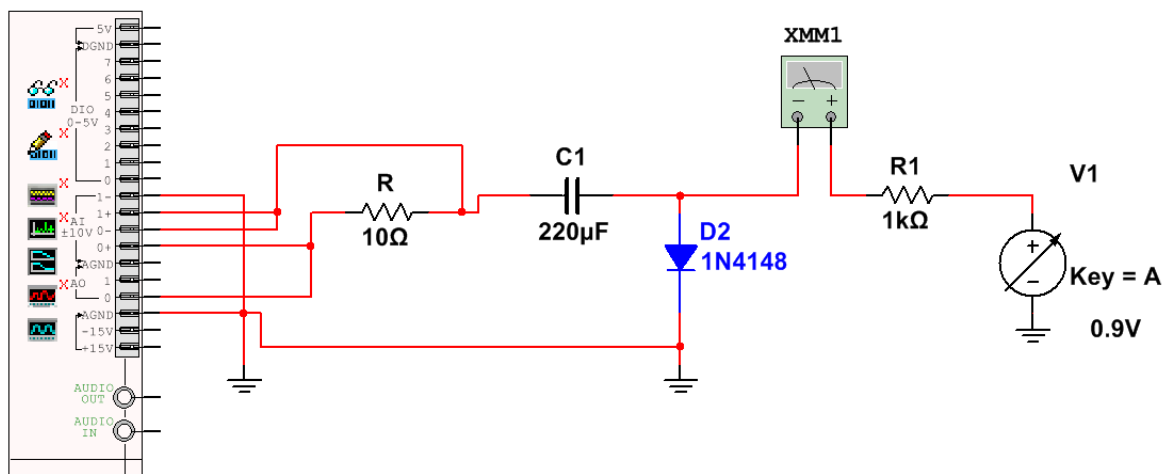 5V
DGND
7
6
5
4
3
2
1
0
DIO
0-5V
X
X
X
X
X
1-
1+
0-
0+
AGND
1
0
AI
±10V
AO
AGND
-15V
+15V
AUDIO
OUT
AUDIO
IN
R
10Ω
C1
220µF
D2
1N4148
XMM1
- +
R1
1kΩ
V1
+
-
Key = A
0.9V